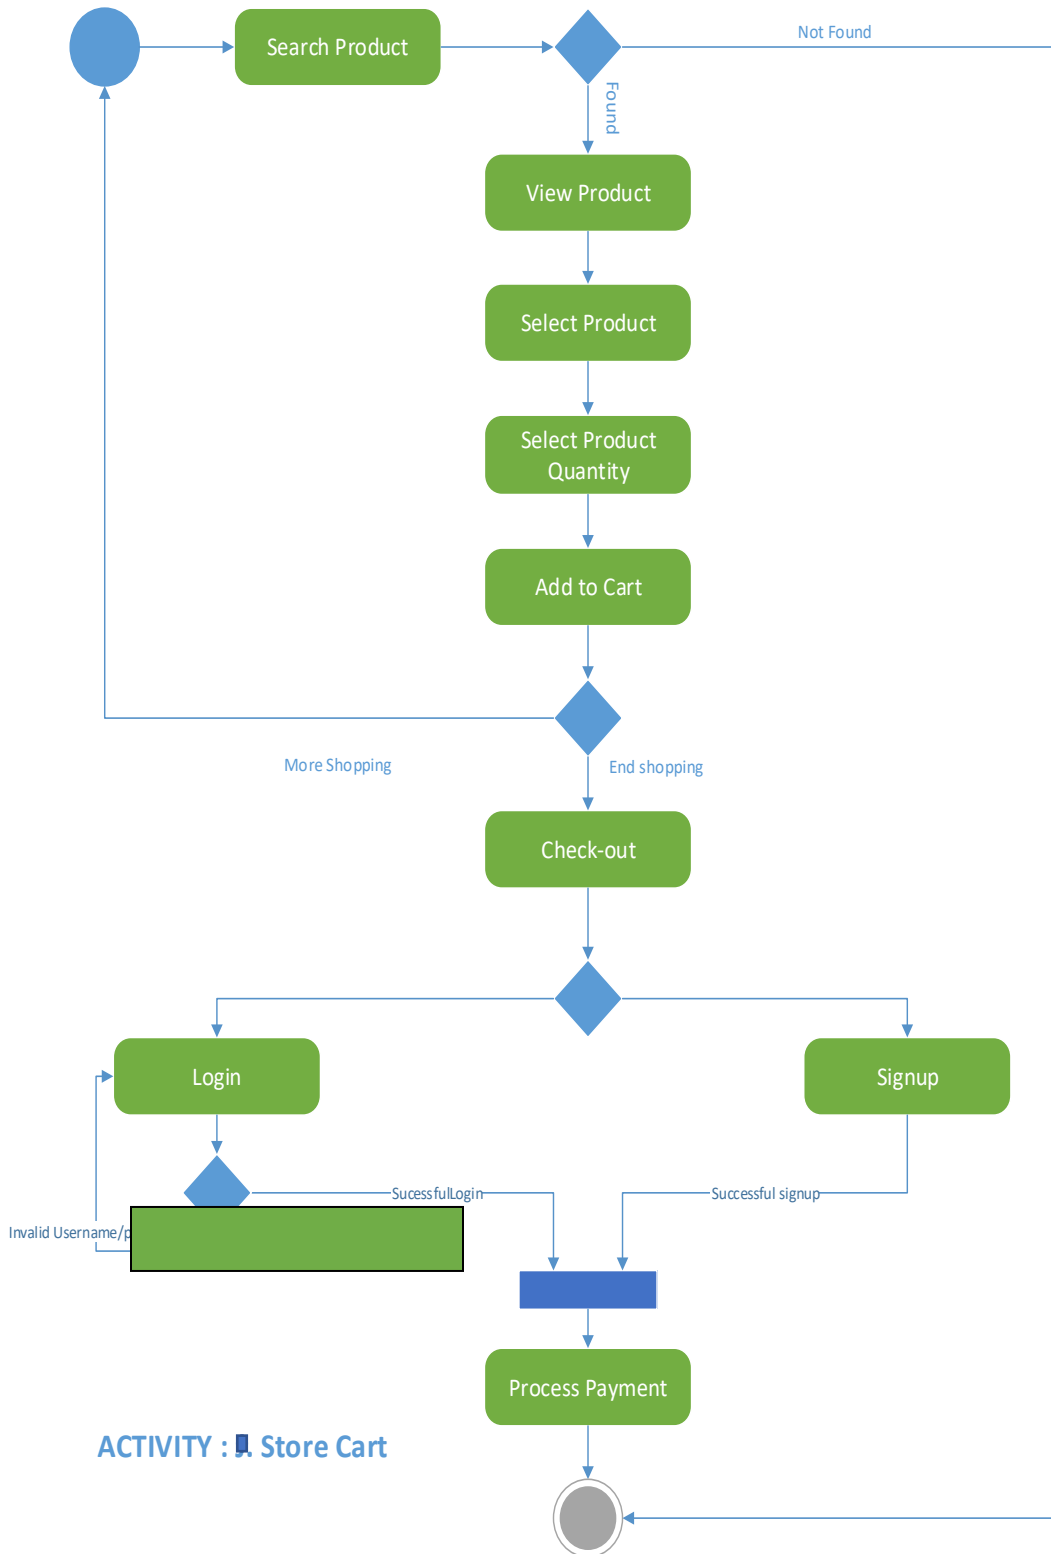 Search Product
Not Found
Found
View Product
Select Product
Select Product
Quantity
Add to Cart
More Shopping
End shopping
Check-out
Login
Signup
SucessfulLogin
Successful signup
Invalid Username/
Process Payment
ACTIVITY : Store Cart